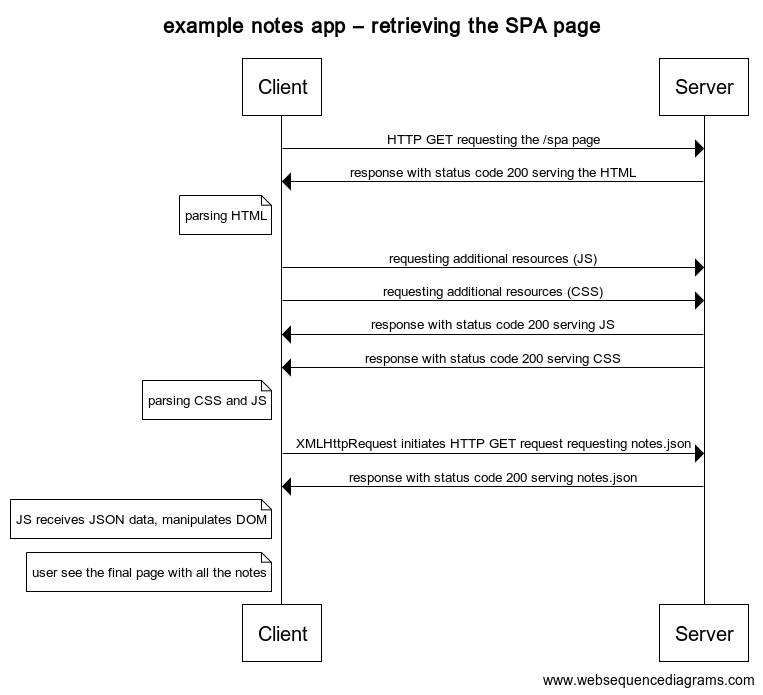 example notes app – retrieving the SPA page
Client
Server
HTTP GET requesting the /spa page
response with status code 200 serving the HTML
parsing HTML
requesting additional resources (JS)
requesting additional resources (CSS)
response with status code 200 serving JS
response with status code 200 serving CSS
parsing CSS and JS
XMLHttpRequest initiates HTTP GET request requesting notes.json
response with status code 200 serving notes.json
JS receives JSON data, manipulates DOM
user see the final page with all the notes
Client
Server
www.websequencediagrams.com